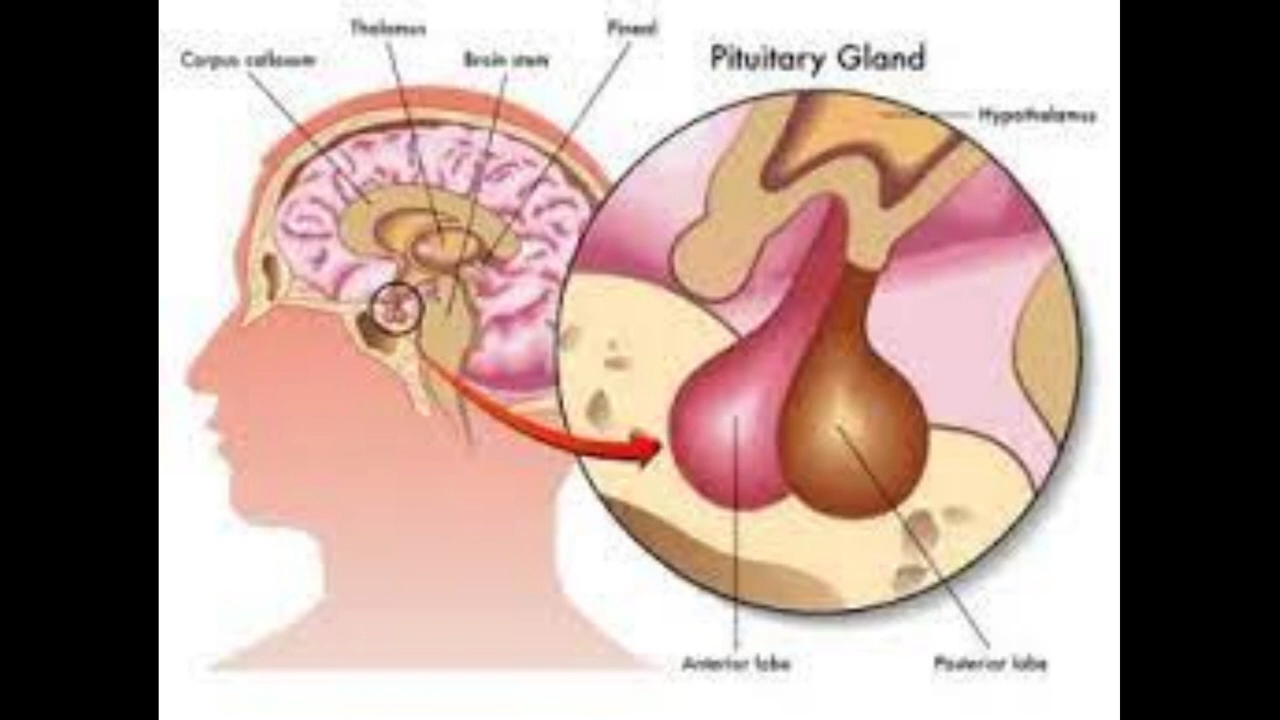 Thalamus
Pineal
Corpus callosum
Brain stem
Pituitary Gland
Hypothalamus
Anterior lobe
Posterior lobe